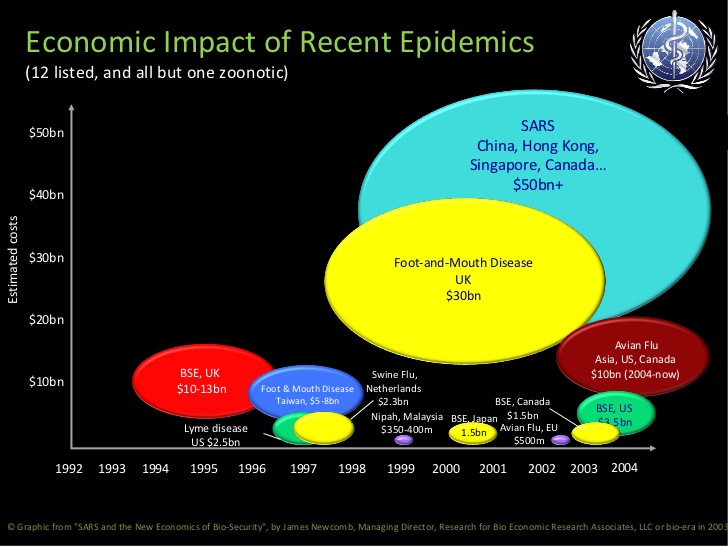 Economic Impact of Recent Epidemics
(12 listed, and all but one zoonotic)
Estimated costs
$50bn
$40bn
$30bn
$20bn
$10bn
SARS
China, Hong Kong,
Singapore, Canada…
$50bn+
Foot-and-Mouth Disease
UK
$30bn
Avian Flu
Asia, US, Canada
$10bn (2004-now)
BSE, UK
$10-13bn
Foot & Mouth Disease
Taiwan, $5-8bn
Swine Flu,
Netherlands
$2.3bn
Lyme disease
US $2.5bn
Nipah, Malaysia
$350-400m
BSE, Japan
1.5bn
BSE, Canada
$1.5bn
Avian Flu, EU
$500m
BSE, US
$3.5bn
1992 1993 1994 1995 1996 1997 1998 1999 2000 2001 2002 2003 2004
© Graphic from "SARS and the New Economics of Bio-Security", by James Newcomb, Managing Director, Research for Bio Economic Research Associates, LLC or bio-era in 2003